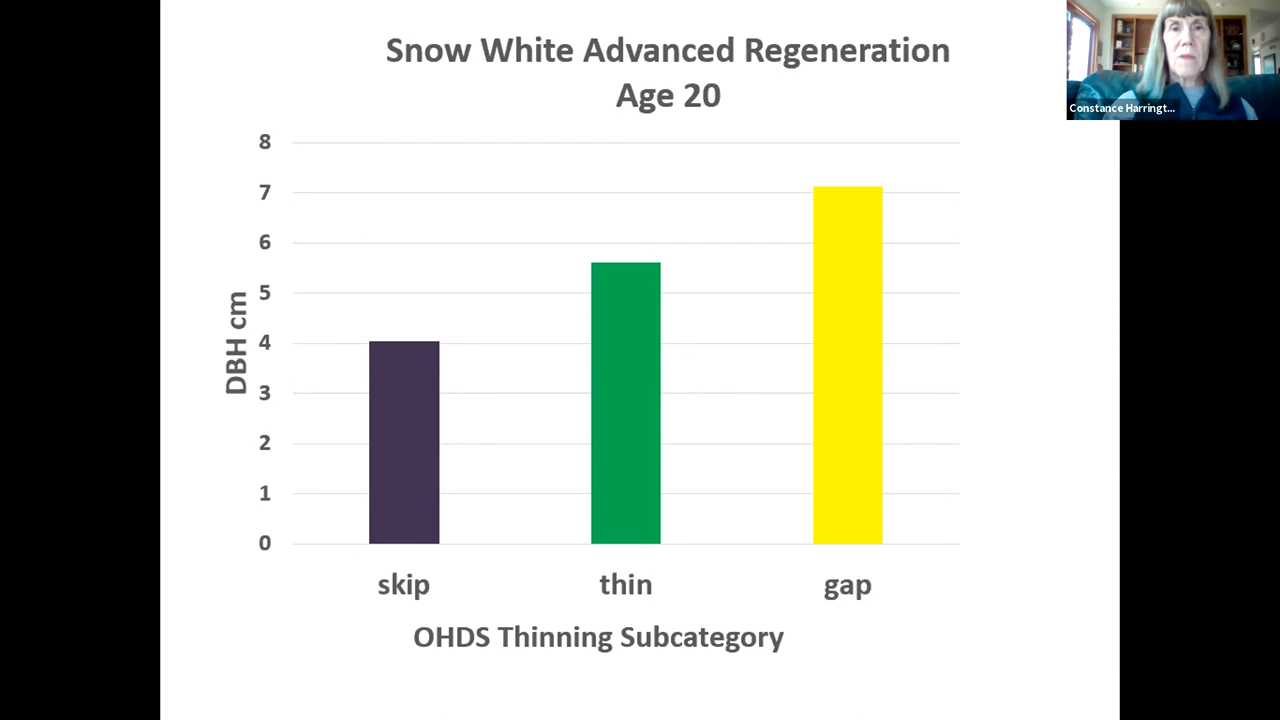 Snow White Advanced Regeneration
Age 20
Constance Harringt...
8
7
6
5
4
3
2
1
0
DBH cm
skip thin gap
OHDS Thinning Subcategory